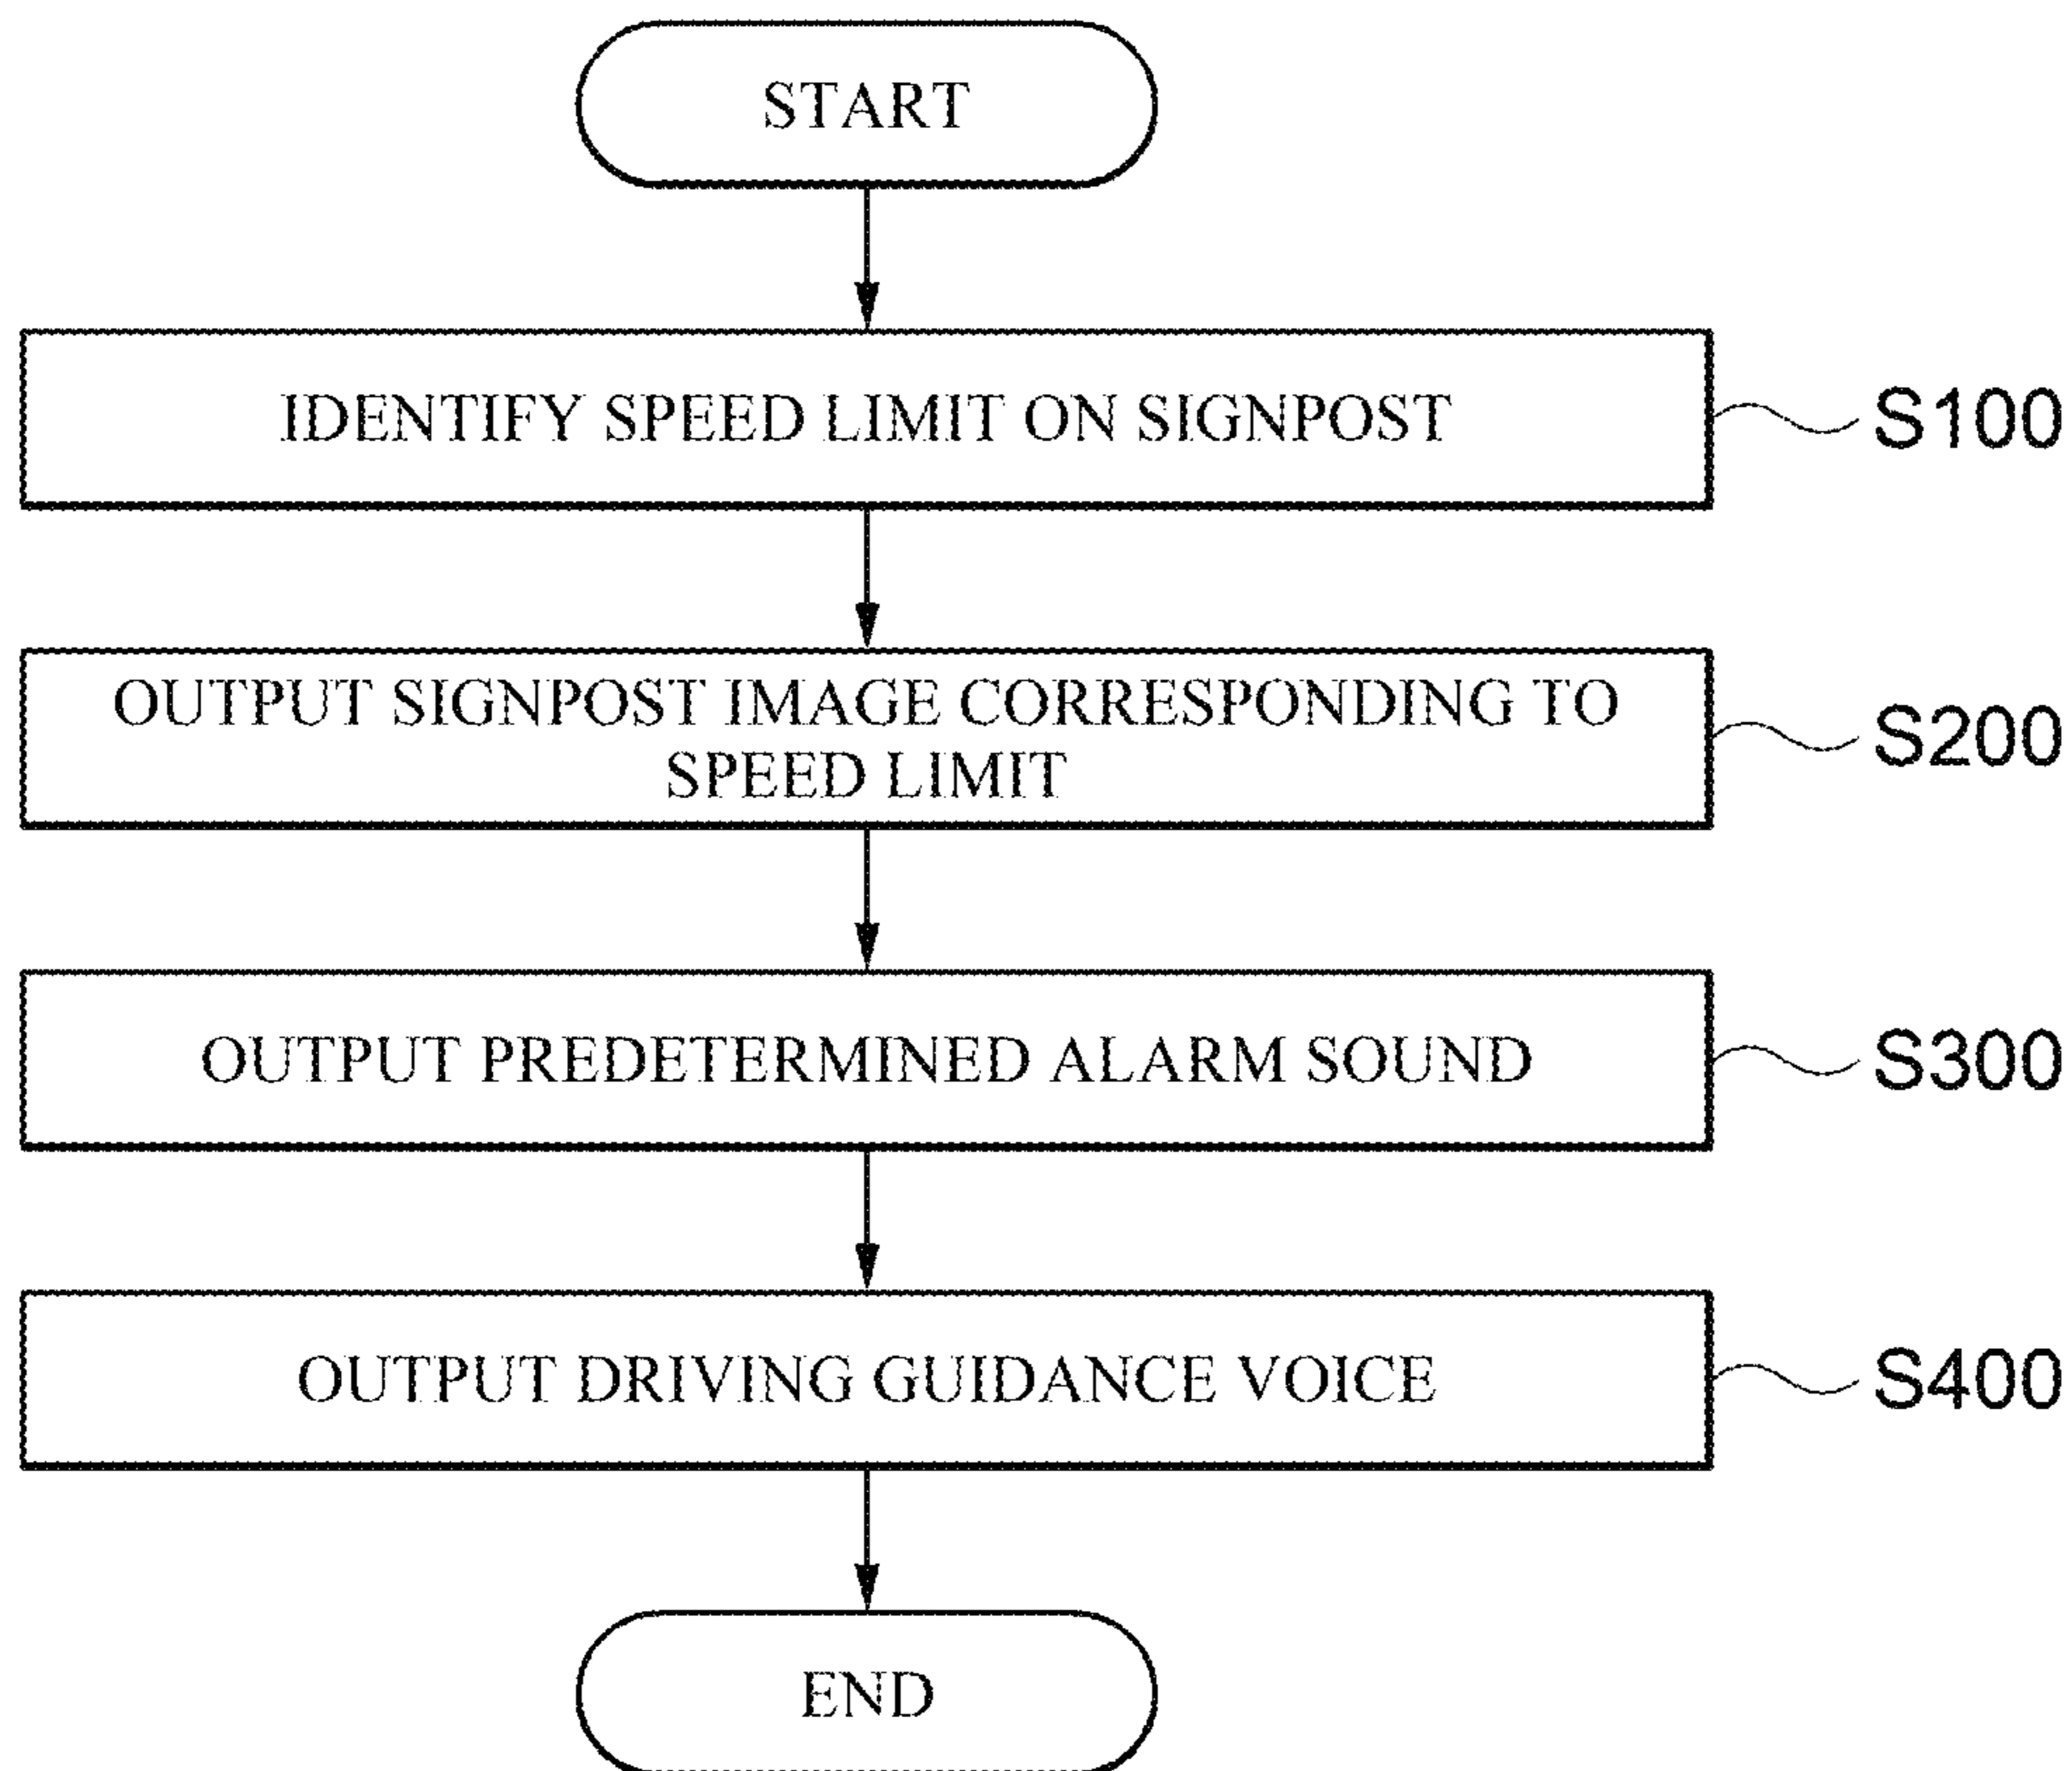 START
IDENTIFY SPEED LIMIT ON SIGNPOST
S100
OUTPUT SIGNPOST IMAGE CORRESPONDING TO
SPEED LIMIT
S200
OUTPUT PREDETERMINED ALARM SOUND
S300
OUTPUT DRIVING GUIDANCE VOICE
S400
END